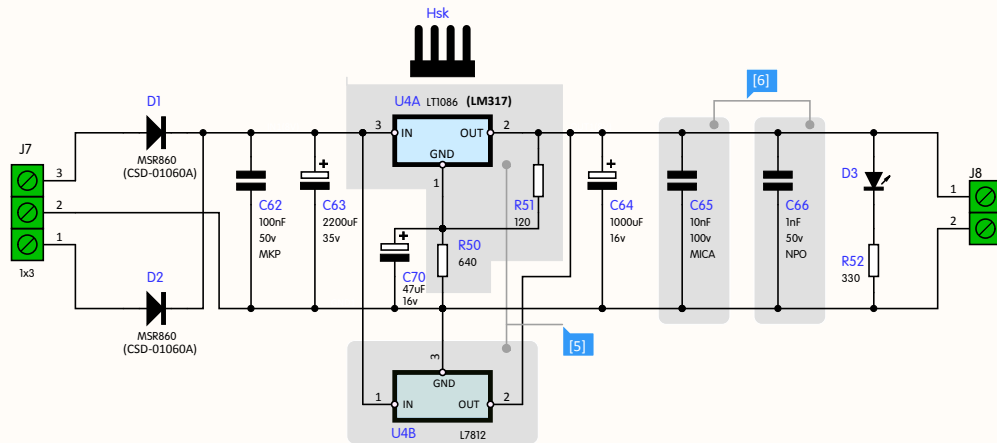 Hsk
[6]
U4A LT1086 (LM317)
D1
J7
3 IN OUT 2
GND
1
MSR860
(CSD-01060A)
3
2
1
1x3
C62
100nF
50v
MKP
C63
+
2200uF
35v
R51
120
+
C64
1000uF
16v
C65
10nF
100v
MICA
C66
1nF
50v
NPO
D3
J8
1
2
+
C70
47uF
16v
R50
640
R52
330
D2
MSR860
(CSD-01060A)
[5]
3
GND
1 IN OUT 2
U4B L7812